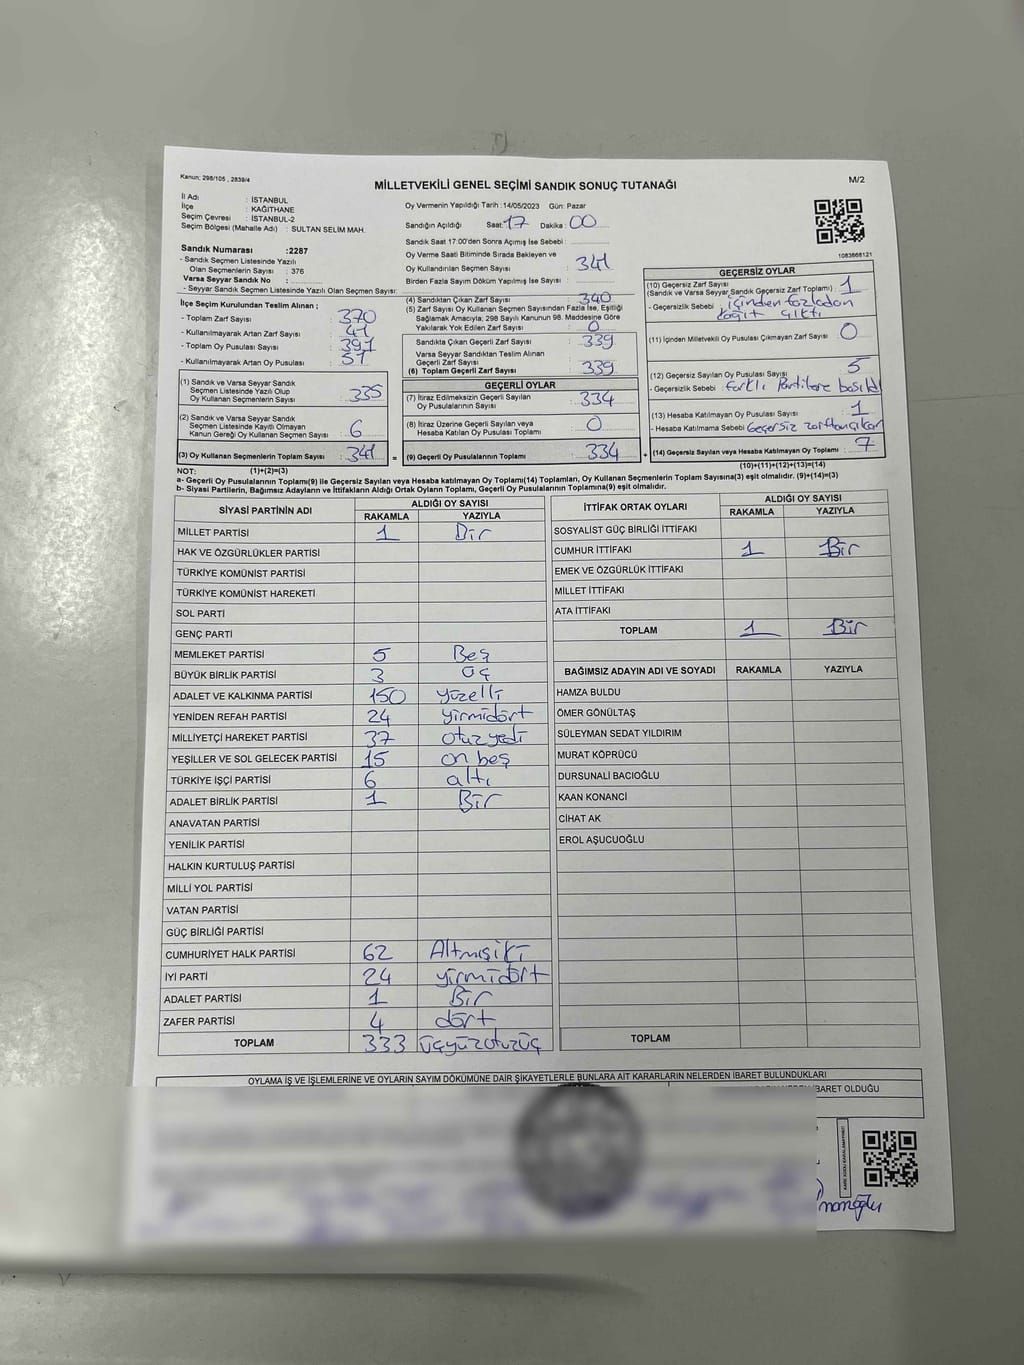 Kanun; 298/105 , 2839/4
MİLLETVEKİLİ GENEL SEÇİMİ SANDIK SONUÇ TUTANAĞI
M/2
İl Adı : İSTANBUL
İlçe : KAĞITHANE
Seçim Çevresi : İSTANBUL-2
Seçim Bölgesi (Mahalle Adı) : SULTAN SELİM MAH.
Oy Vermenin Yapıldığı Tarih : 14/05/2023 Gün: Pazar
Sandığın Açıldığı Saat: 17 Dakika : 00
Sandık Saat 17:00'den Sonra Açılmış İse Sebebi :
Oy Verme Saati Bitiminde Sırada Bekleyen ve
Oy Kullandırılan Seçmen Sayısı : 341
Birden Fazla Sayım Döküm Yapılmış İse Sayısı :
1083668121
Sandık Numarası :2287
- Sandık Seçmen Listesinde Yazılı
Olan Seçmenlerin Sayısı : 376
Varsa Seyyar Sandık No :
- Seyyar Sandık Seçmen Listesinde Yazılı Olan Seçmen Sayısı:
İlçe Seçim Kurulundan Teslim Alınan ;
- Toplam Zarf Sayısı : 370
- Kullanılmayarak Artan Zarf Sayısı :
- Toplam Oy Pusulası Sayısı :
- Kullanılmayarak Artan Oy Pusulası :
(1) Sandık ve Varsa Seyyar Sandık
Seçmen Listesinde Yazılı Olup
Oy Kullanan Seçmenlerin Sayısı : 335
(2) Sandık ve Varsa Seyyar Sandık
Seçmen Listesinde Kayıtlı Olmayan
Kanun Gereği Oy Kullanan Seçmen Sayısı : 6
(3) Oy Kullanan Seçmenlerin Toplam Sayısı : 341 =
(4) Sandıktan Çıkan Zarf Sayısı : 340
(5) Zarf Sayısı Oy Kullanan Seçmen Sayısından Fazla İse, Eşitliği
Sağlamak Amacıyla, 298 Sayılı Kanunun 98. Maddesine Göre
Yakılarak Yok Edilen Zarf Sayısı : 0
Sandıkta Çıkan Geçerli Zarf Sayısı : 339
Varsa Seyyar Sandıktan Teslim Alınan
Geçerli Zarf Sayısı :
(6) Toplam Geçerli Zarf Sayısı : 339
GEÇERLİ OYLAR
(7) İtiraz Edilmeksizin Geçerli Sayılan
Oy Pusulalarının Sayısı : 334
(8) İtiraz Üzerine Geçerli Sayılan veya
Hesaba Katılan Oy Pusulası Toplamı : 0
(9) Geçerli Oy Pusulalarının Toplamı : 334 +
GEÇERSİZ OYLAR
(10) Geçersiz Zarf Sayısı
(Sandık ve Varsa Seyyar Sandık Geçersiz Zarf Toplamı) : 1
- Geçersizlik Sebebi : içinden fazladan
kağıt çıktı
(11) İçinden Milletvekili Oy Pusulası Çıkmayan Zarf Sayısı : 0
(12) Geçersiz Sayılan Oy Pusulası Sayısı : 5
- Geçersizlik Sebebi : farklı Partilere basıldı
(13) Hesaba Katılmayan Oy Pusulası Sayısı : 1
- Hesaba Katılmama Sebebi : Geçersiz zarftan çıkan
(14) Geçersiz Sayılan veya Hesaba Katılmayan Oy Toplamı : 7
NOT: (1)+(2)=(3)
(10)+(11)+(12)+(13)=(14)
a- Geçerli Oy Pusulaları Toplamı(9) ile Geçersiz Sayılan veya Hesaba katılmayan Oy Toplamı(14) Toplamları, Oy Kullanan Seçmenlerin Toplam Sayısına(3) eşit olmalıdır. (9)+(14)=(3)
b- Siyasi Partilerin, Bağımsız Adayların ve İttifakların Aldığı Ortak Oyların Toplamı, Geçerli Oy Pusulalarının Toplamına(9) eşit olmalıdır.
SİYASİ PARTİNİN ADI ALDIĞI OY SAYISI
RAKAMLA YAZIYLA
MİLLET PARTİSİ 1 Bir
HAK VE ÖZGÜRLÜKLER PARTİSİ
TÜRKİYE KOMÜNİST PARTİSİ
TÜRKİYE KOMÜNİST HAREKETİ
SOL PARTİ
GENÇ PARTİ
MEMLEKET PARTİSİ 5 Beş
BÜYÜK BİRLİK PARTİSİ 3 üç
ADALET VE KALKINMA PARTİSİ 150 yüzelli
YENİDEN REFAH PARTİSİ 24 yirmidört
MİLLİYETÇİ HAREKET PARTİSİ 37 otuzyedi
YEŞİLLER VE SOL GELECEK PARTİSİ 15 on beş
TÜRKİYE İŞÇİ PARTİSİ 6 altı
ADALET BİRLİK PARTİSİ 1 Bir
ANAVATAN PARTİSİ
YENİLİK PARTİSİ
HALKIN KURTULUŞ PARTİSİ
MİLLİ YOL PARTİSİ
VATAN PARTİSİ
GÜÇ BİRLİĞİ PARTİSİ
CUMHURİYET HALK PARTİSİ 62 Altmışiki
İYİ PARTİ 24 yirmidört
ADALET PARTİSİ 1 Bir
ZAFER PARTİSİ 4 dört
TOPLAM 333 üçyüzotuzüç
İTTİFAK ORTAK OYLARI ALDIĞI OY SAYISI
RAKAMLA YAZIYLA
SOSYALİST GÜÇ BİRLİĞİ İTTİFAKI
CUMHUR İTTİFAKI 1 Bir
EMEK VE ÖZGÜRLÜK İTTİFAKI
MİLLET İTTİFAKI
ATA İTTİFAKI
TOPLAM 1 Bir
BAĞIMSIZ ADAYIN ADI VE SOYADI RAKAMLA YAZIYLA
HAMZA BULDU
ÖMER GÖNÜLTAŞ
SÜLEYMAN SEDAT YILDIRIM
MURAT KÖPRÜCÜ
DURSUNALİ BACIOĞLU
KAAN KONANCİ
CİHAT AK
EROL AŞUCUOĞLU
TOPLAM
OYLAMA İŞ VE İŞLEMLERİNE VE OYLARIN SAYIM DÖKÜMÜNE DAİR ŞİKAYETLERLE BUNLARA AİT KARARLARIN NELERDEN İBARET BULUNDUKLARI
İBARET OLDUĞU